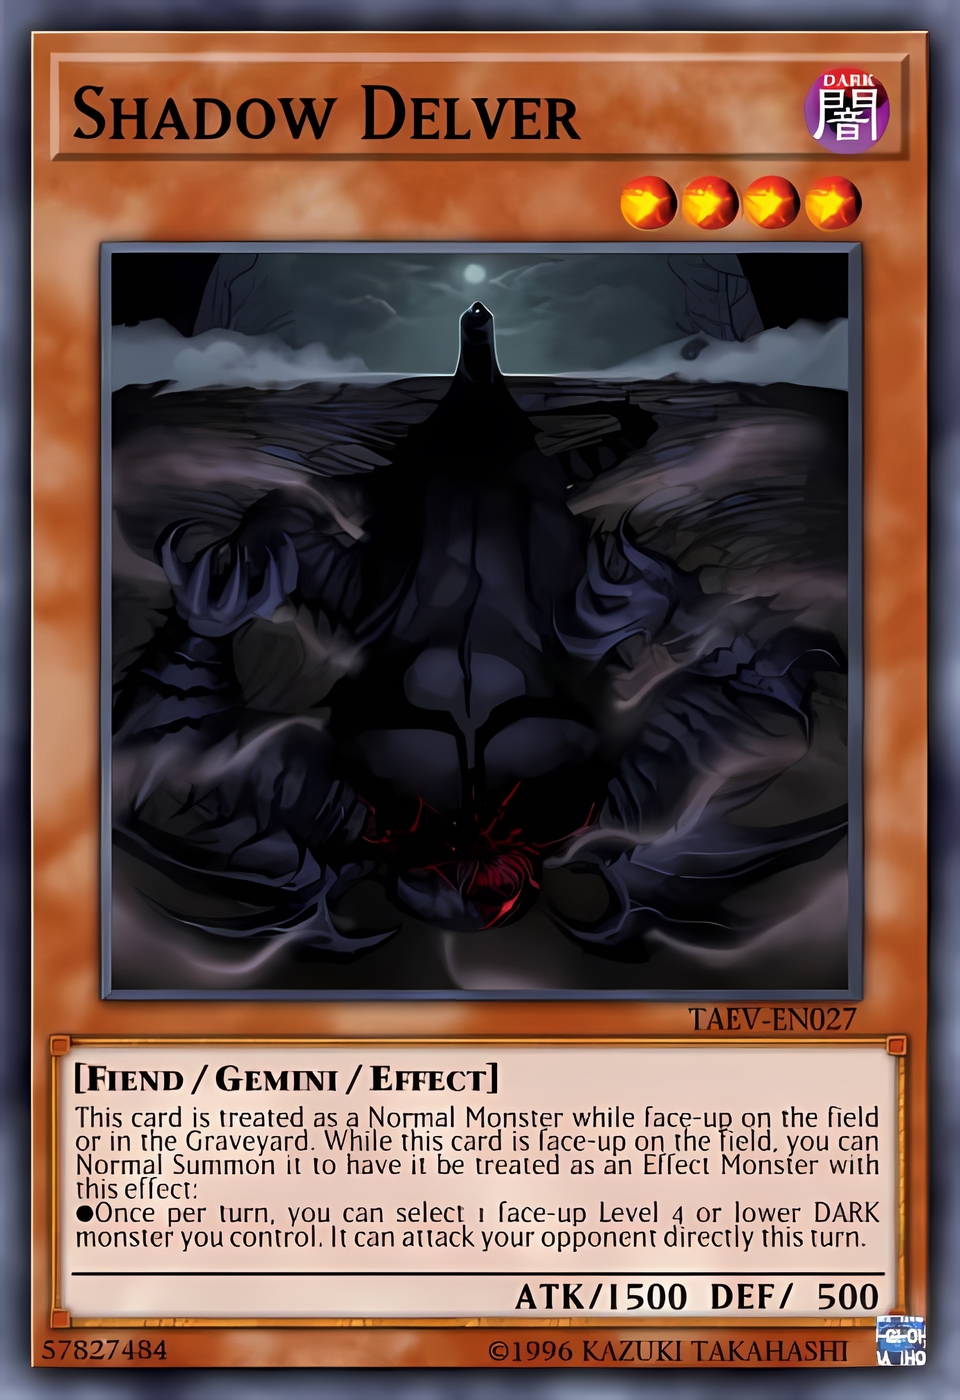 Shadow Delver
DARK
闇
TAEV-EN027
[Fiend / Gemini / Effect]
This card is treated as a Normal Monster while face-up on the field
or in the Graveyard. While this card is face-up on the field, you can
Normal Summon it to have it be treated as an Effect Monster with
this effect:
●Once per turn, you can select 1 face-up Level 4 or lower DARK
monster you control. It can attack your opponent directly this turn.
ATK/1500 DEF/ 500
57827484
©1996 KAZUKI TAKAHASHI